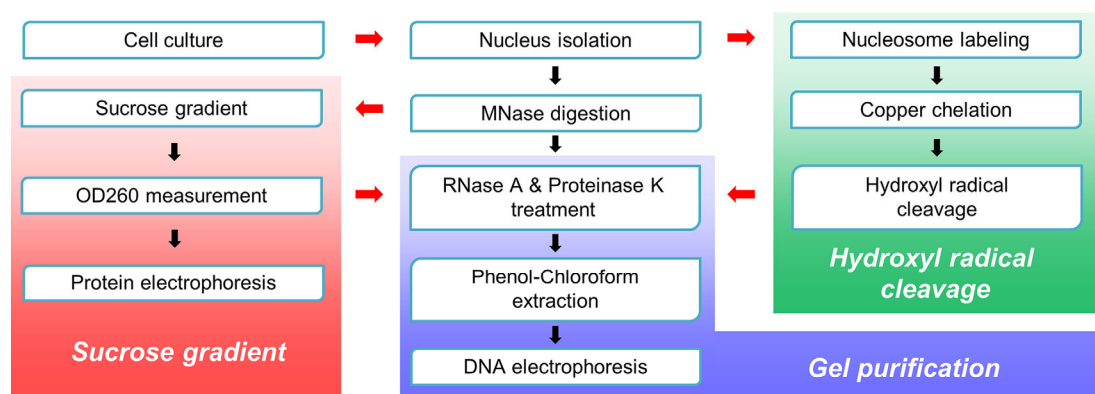 Cell culture
Nucleus isolation
Nucleosome labeling
Sucrose gradient
MNase digestion
Copper chelation
OD260 measurement
RNase A & Proteinase K
treatment
Hydroxyl radical
cleavage
Protein electrophoresis
Phenol-Chloroform
extraction
Hydroxyl radical
cleavage
Sucrose gradient
DNA electrophoresis
Gel purification